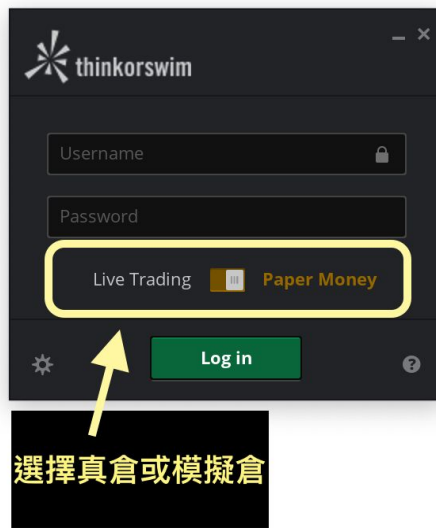 thinkorswim
Username
Password
Live Trading Paper Money
Log in
選擇真倉或模擬倉